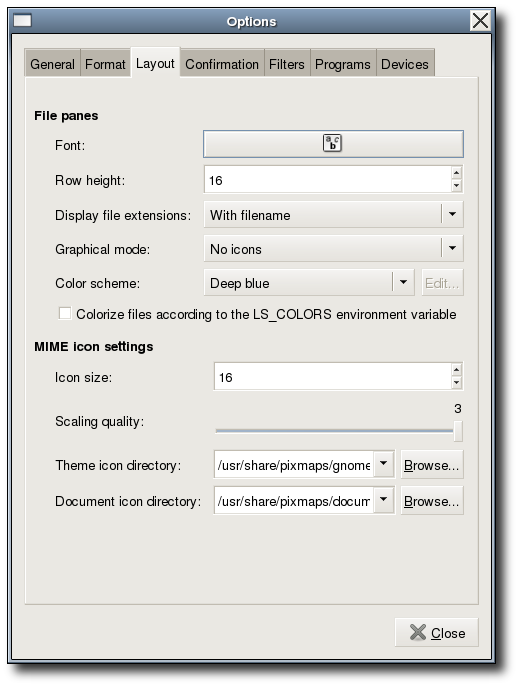 Options
General Format Layout Confirmation Filters Programs Devices
File panes
Font: a c b
Row height: 16
Display file extensions: With filename
Graphical mode: No icons
Color scheme: Deep blue Edit...
Colorize files according to the LS_COLORS environment variable
MIME icon settings
Icon size: 16
3
Scaling quality:
Theme icon directory: /usr/share/pixmaps/gnome Browse...
Document icon directory: /usr/share/pixmaps/docum Browse...
Close